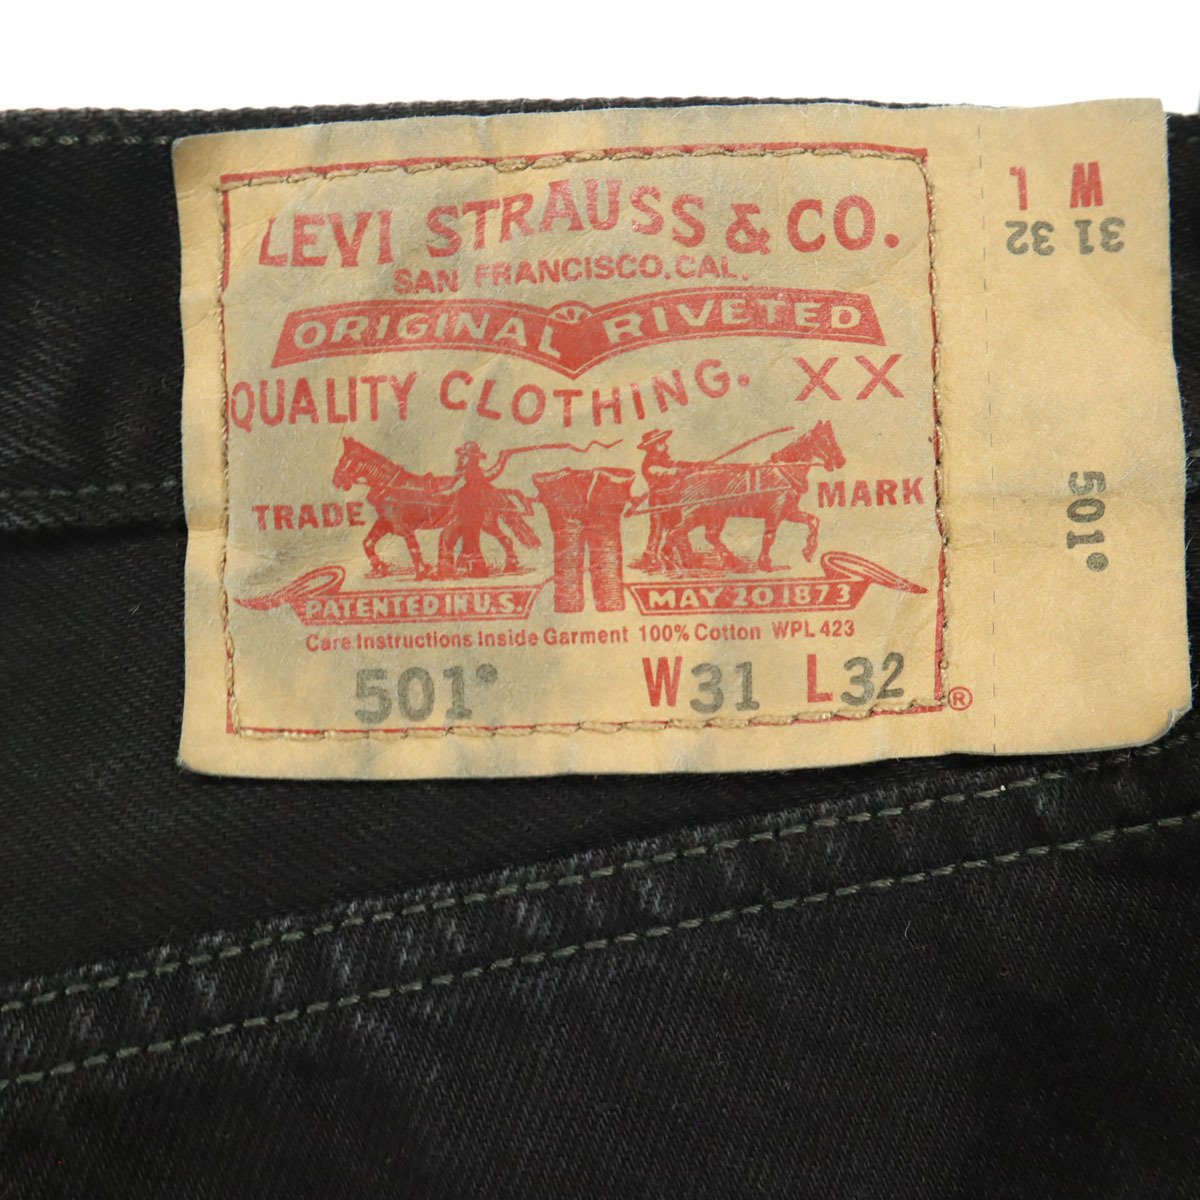 LEVI STRAUSS & CO.
SAN FRANCISCO, CAL.
ORIGINAL RIVETED
QUALITY CLOTHING. XX
TRADE MARK
PATENTED IN U.S. MAY 20 1873
Care Instructions Inside Garment 100% Cotton WPL 423
501® W31 L32
®
W L
31 32
501®